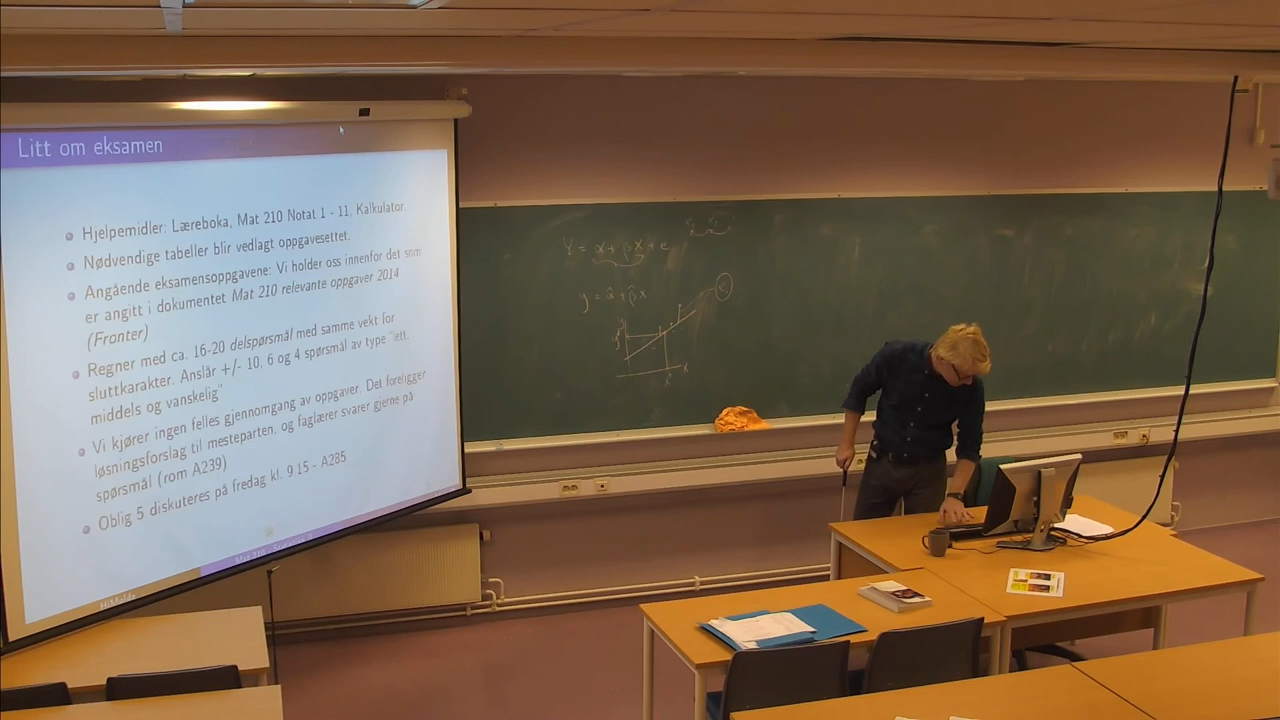 Litt om eksamen
Hjelpemidler: Læreboka, Mat 210 Notat 1 - 11, Kalkulator.
Nødvendige tabeller blir vedlagt oppgavesettet.
Angående eksamensoppgavene: Vi holder oss innenfor det som
er angitt i dokumentet Mat 210 relevante oppgaver 2014
(Fronter)
Regner med ca. 16-20 delspørsmål med samme vekt for
sluttkarakter. Anslår +/- 10, 6 og 4 spørsmål av type "lett,
middels og vanskelig"
Vi kjører ingen felles gjennomgang av oppgaver. Det foreligger
løsningsforslag til mesteparten, og faglærer svarer gjerne på
spørsmål (rom A239)
Oblig 5 diskuteres på fredag kl. 9.15 - A285
HiMolde
Mat 210
Y = α + βX + e
y = α̂ + β̂x